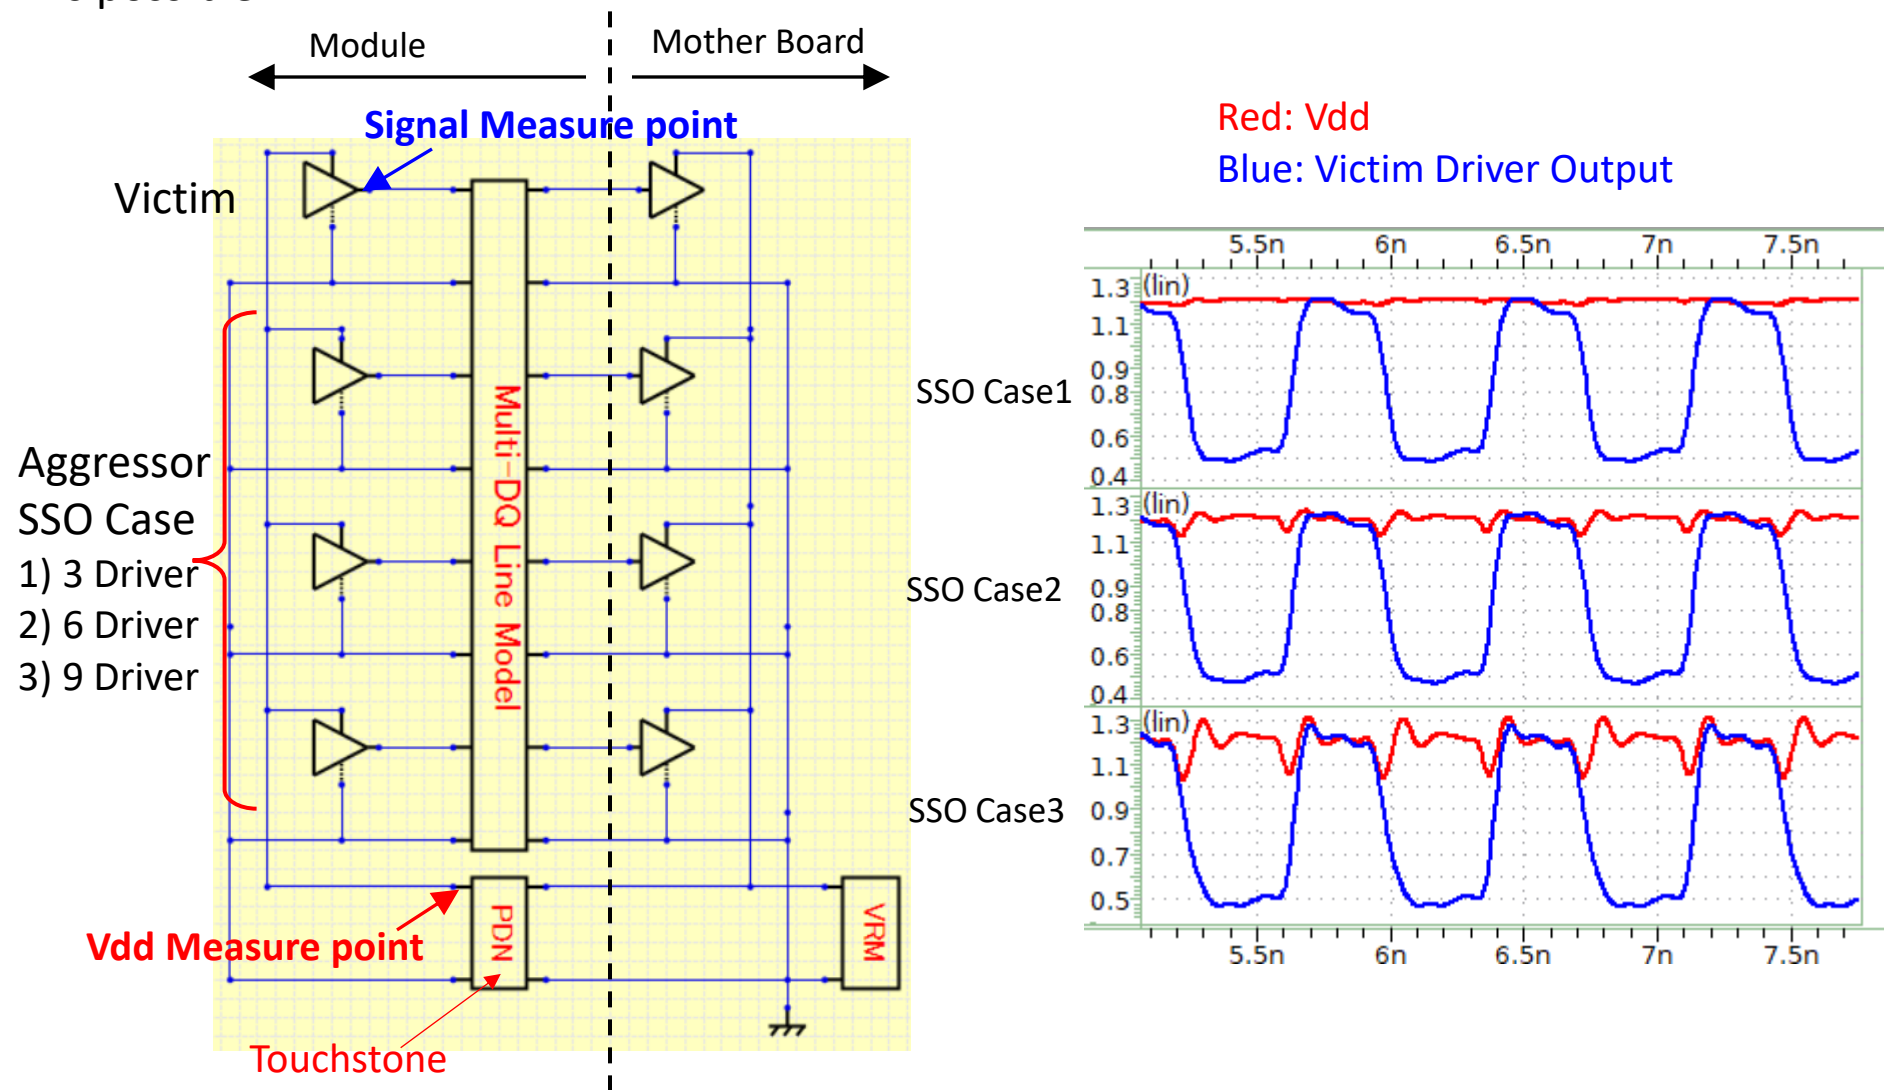 Module
Mother Board
Signal Measure point
Red: Vdd
Blue: Victim Driver Output
Victim
Aggressor
SSO Case
1) 3 Driver
2) 6 Driver
3) 9 Driver
Multi-DQ Line Model
PDN
VRM
Vdd Measure point
Touchstone
5.5n 6n 6.5n 7n 7.5n
SSO Case1
1.3 (lin)
1.1
0.9
0.8
0.6
0.4
SSO Case2
1.3 (lin)
1.1
0.9
0.8
0.6
0.4
SSO Case3
1.3 (lin)
1.1
0.9
0.7
0.5
5.5n 6n 6.5n 7n 7.5n